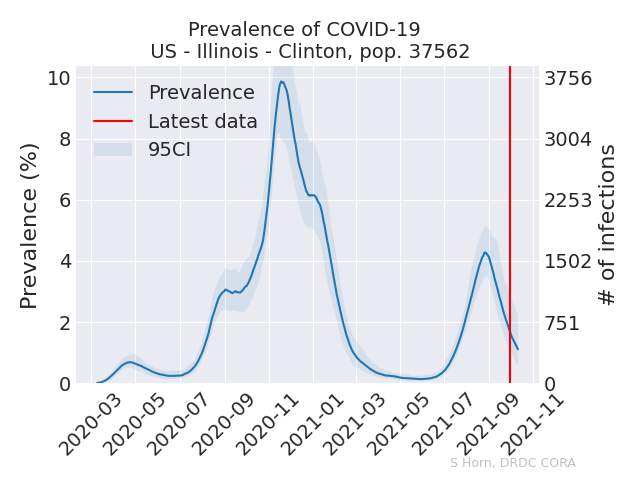 Prevalence of COVID-19
US - Illinois - Clinton, pop. 37562
Prevalence (%)
10
8
6
4
2
0
Prevalence
Latest data
95CI
3756
3004
2253
1502
751
0
# of infections
2020-03
2020-05
2020-07
2020-09
2020-11
2021-01
2021-03
2021-05
2021-07
2021-09
2021-11
S Horn, DRDC CORA